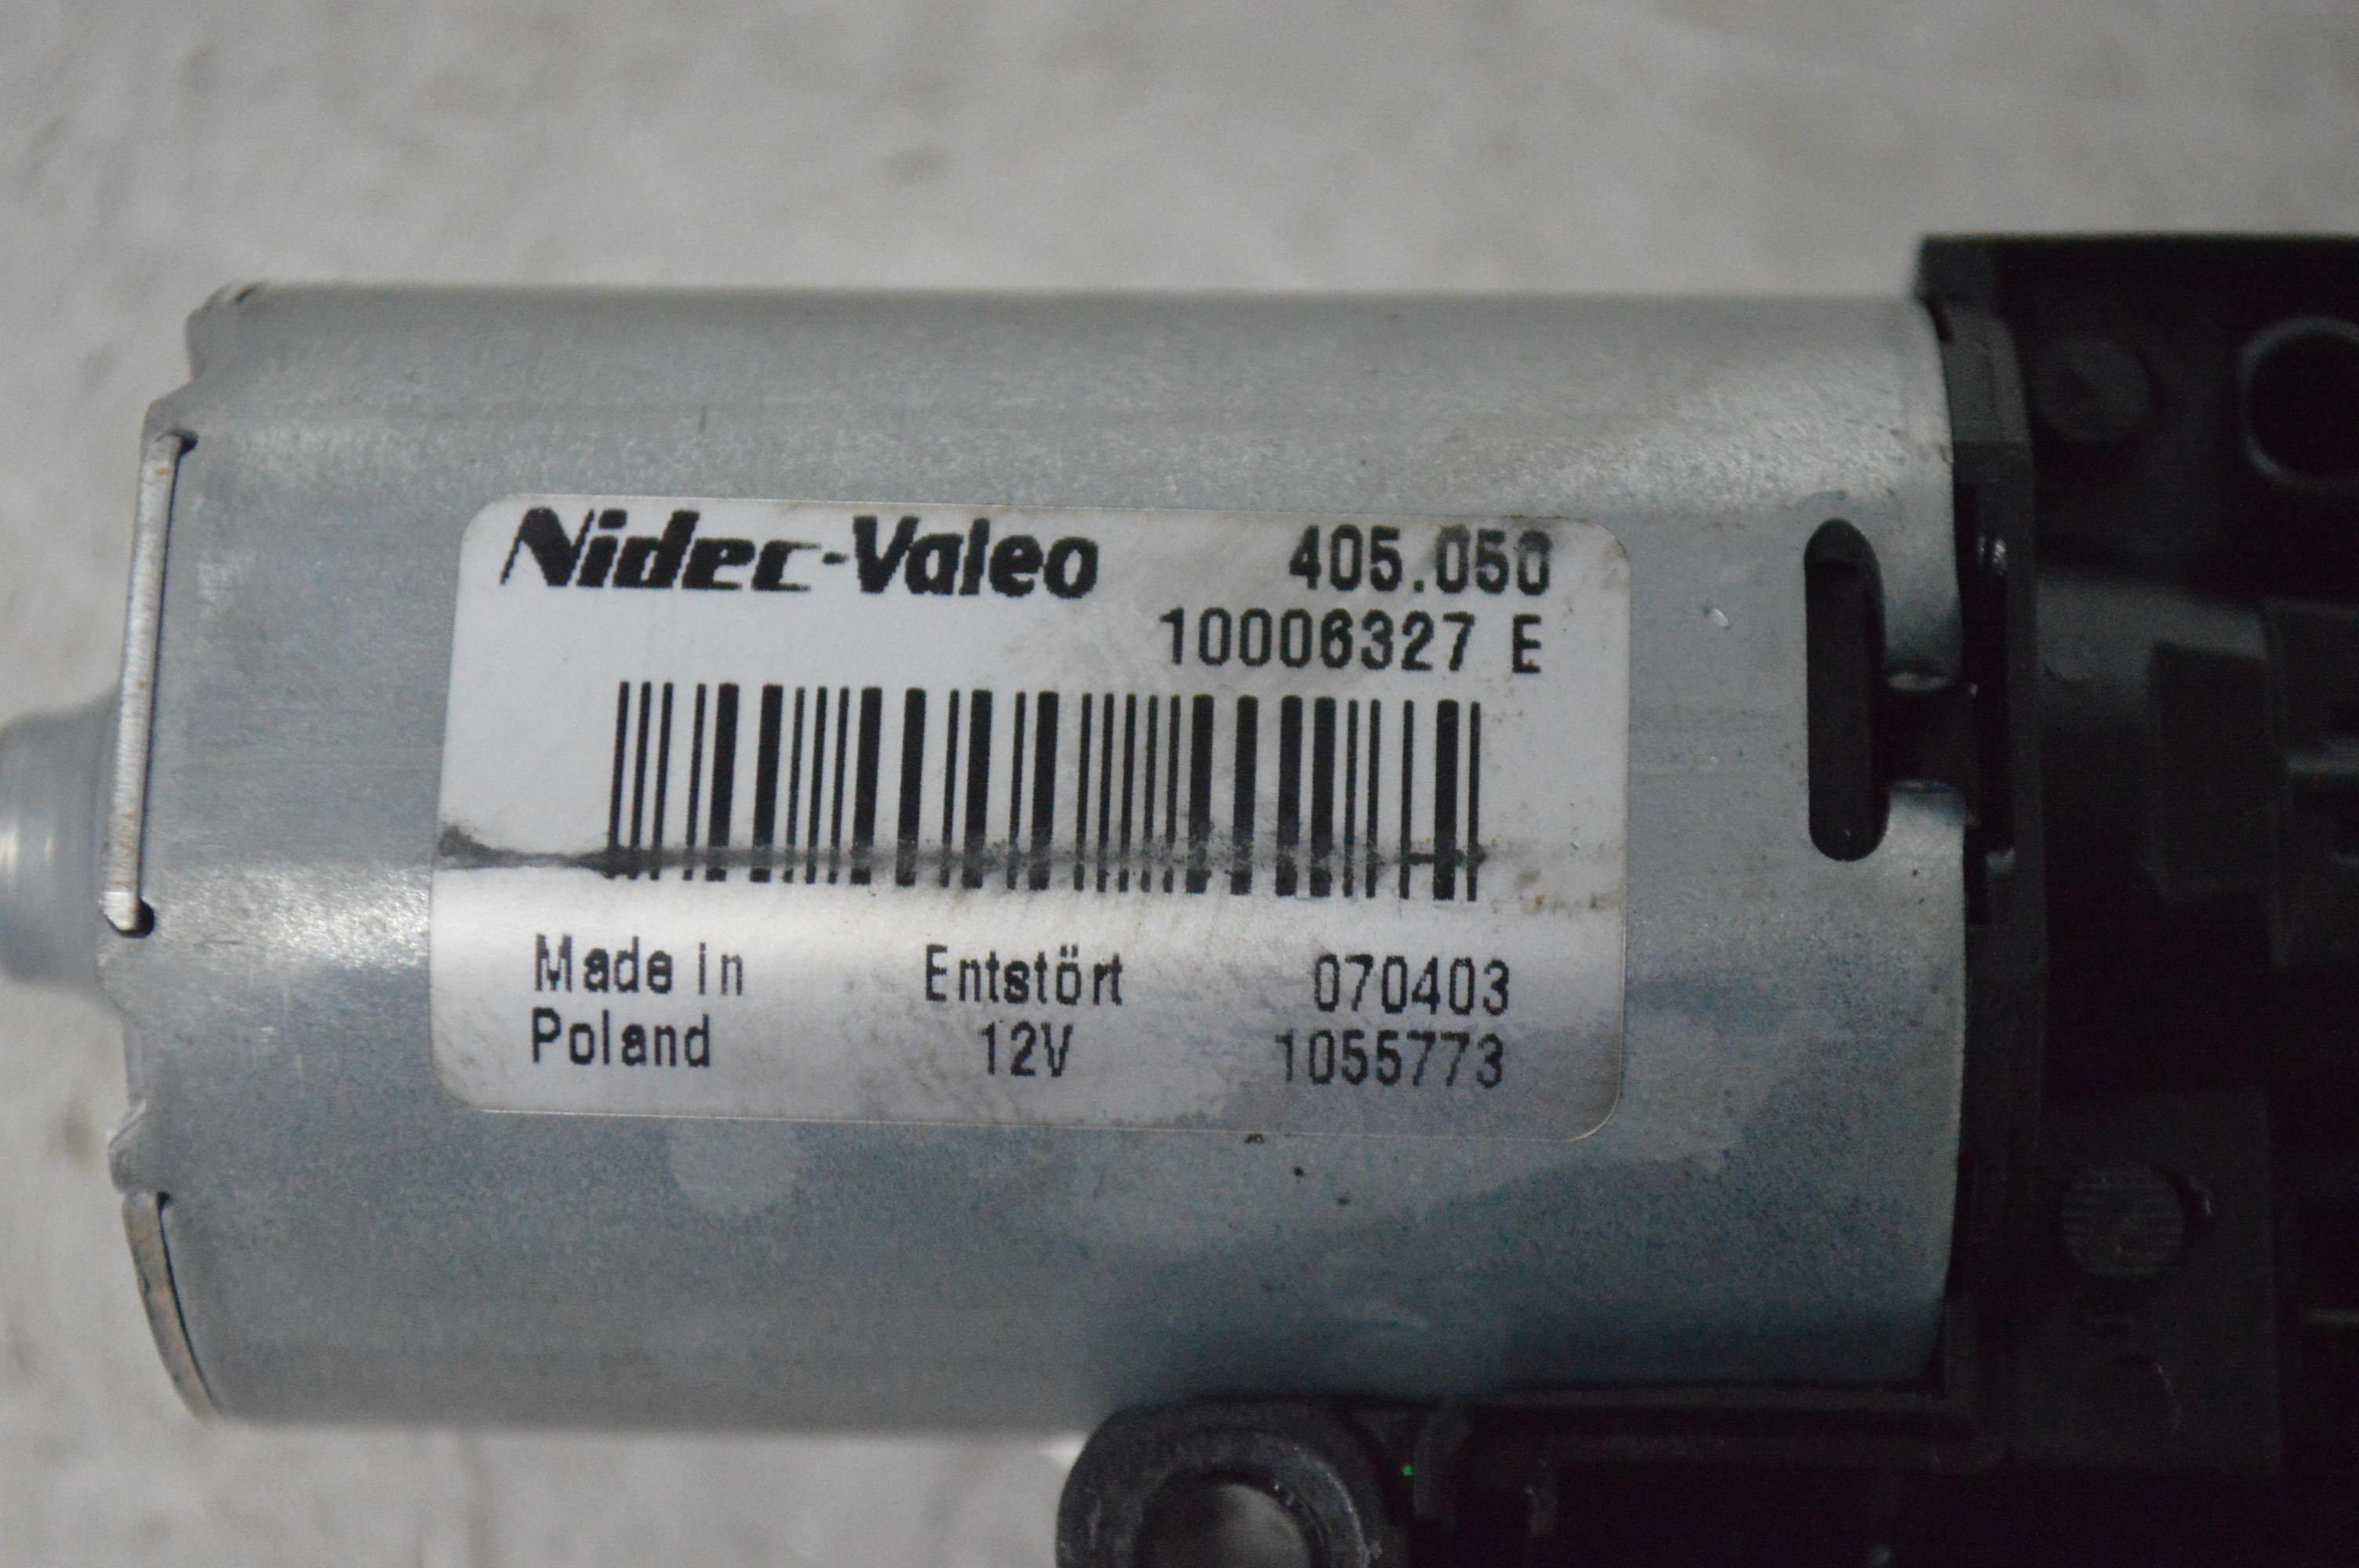 Nidec-Valeo 405.050
10006327 E
Made in Entstört 070403
Poland 12V 1055773